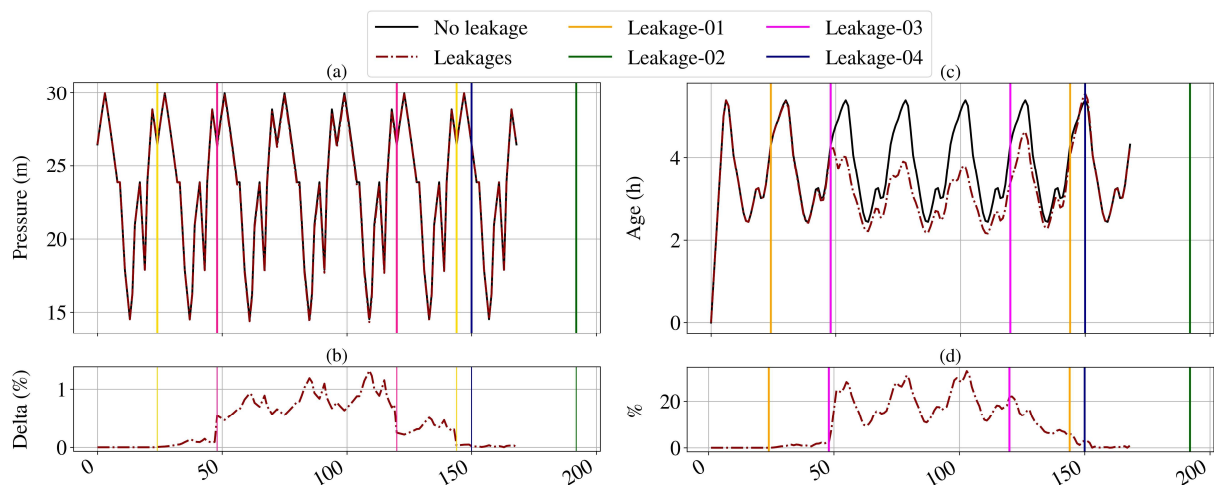 No leakage
Leakages
Leakage-01
Leakage-02
Leakage-03
Leakage-04
(a)
Pressure (m)
30
25
20
15
(b)
Delta (%)
1
0
0
50
100
150
200
(c)
Age (h)
4
2
0
(d)
%
20
0
0
50
100
150
200